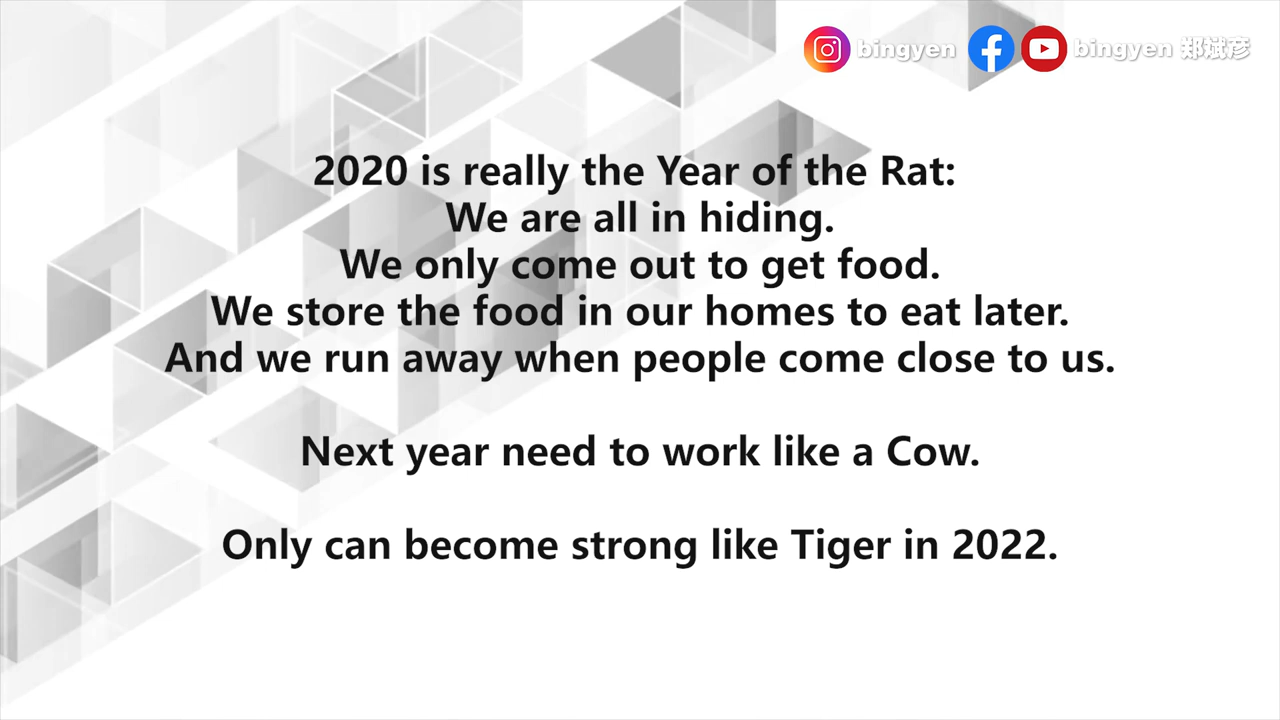 bingyen bingyen 郑斌彦
2020 is really the Year of the Rat:
We are all in hiding.
We only come out to get food.
We store the food in our homes to eat later.
And we run away when people come close to us.
Next year need to work like a Cow.
Only can become strong like Tiger in 2022.